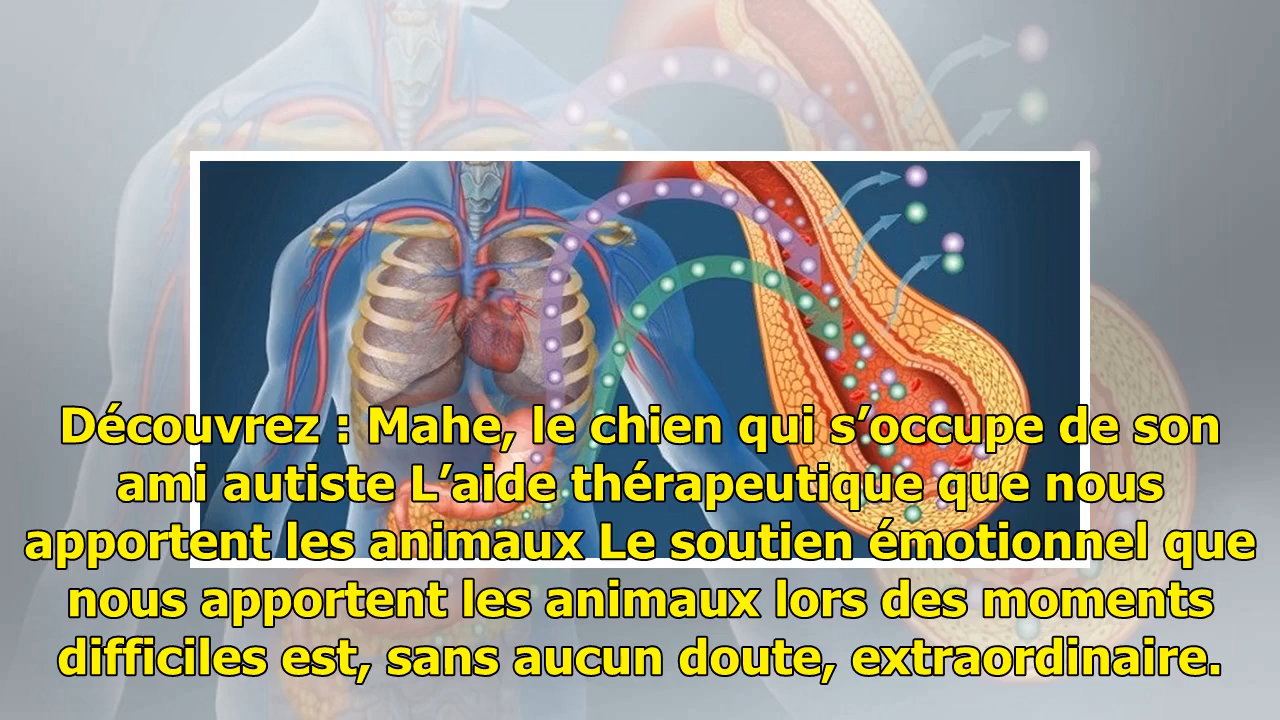 Découvrez : Mahe, le chien qui s’occupe de son
ami autiste L’aide thérapeutique que nous
apportent les animaux Le soutien émotionnel que
nous apportent les animaux lors des moments
difficiles est, sans aucun doute, extraordinaire.